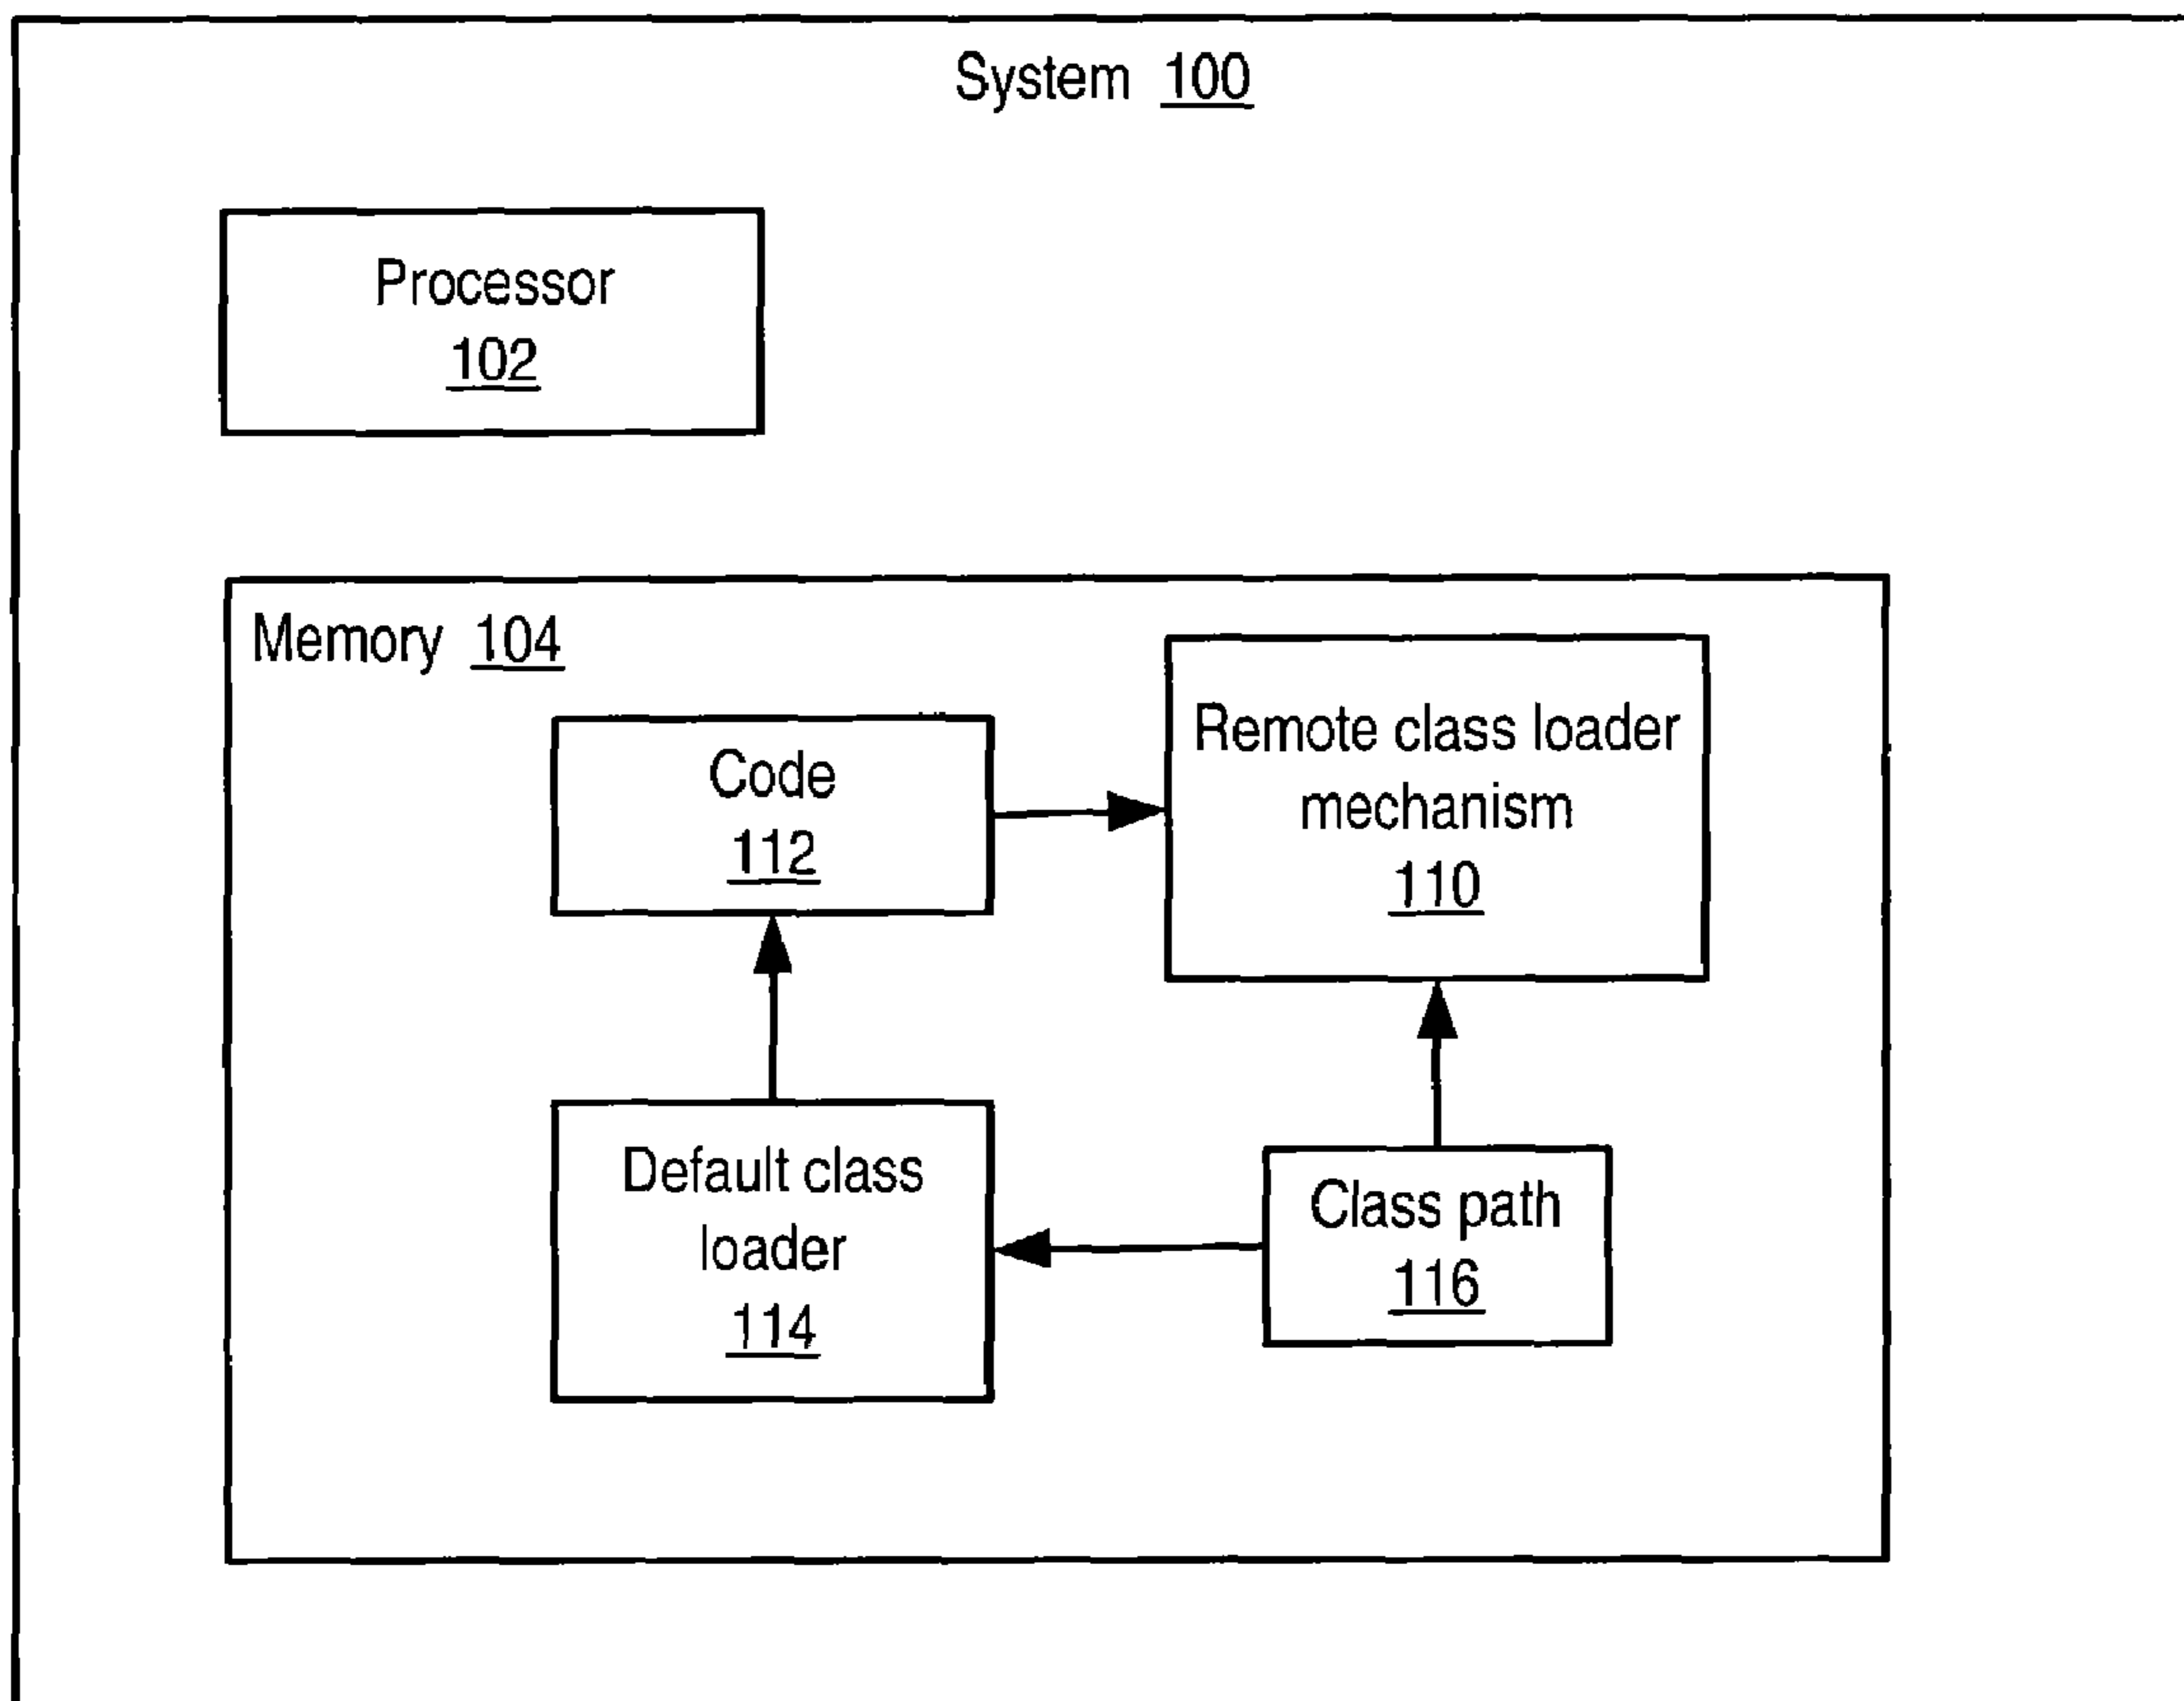 System 100
Processor
102
Memory 104
Code
112
Remote class loader
mechanism
110
Default class
loader
114
Class path
116